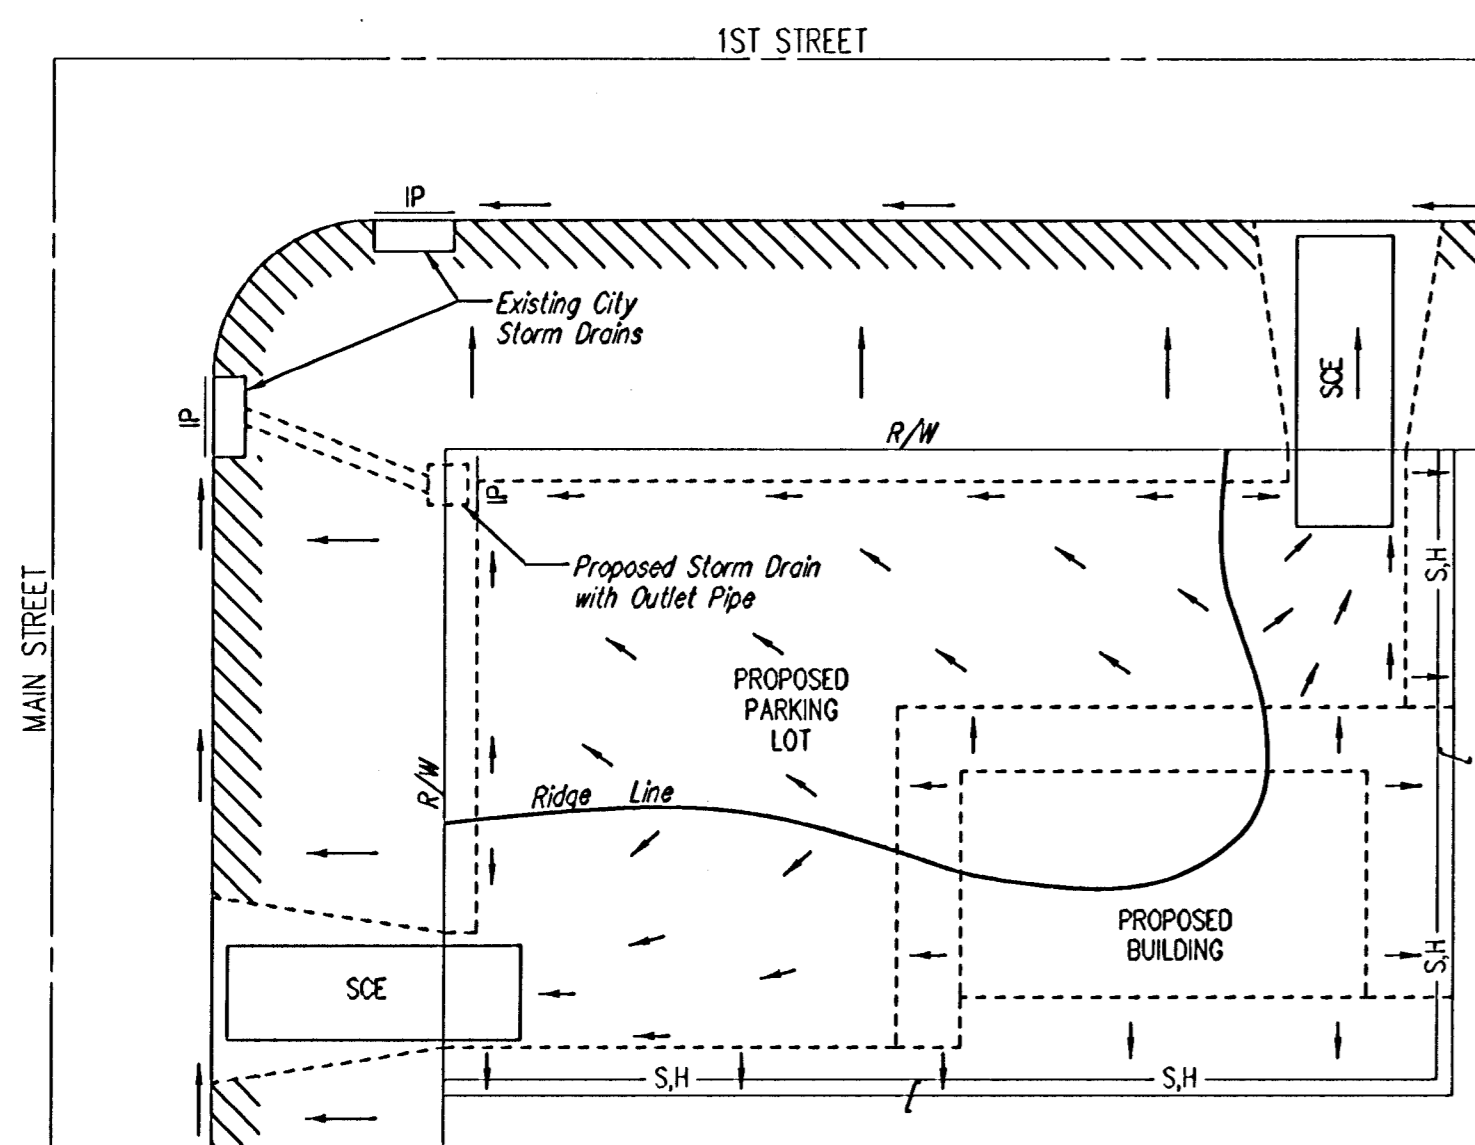 1ST STREET
IP
Existing City
Storm Drains
SCE
IP
R/W
IP
Proposed Storm Drain
with Outlet Pipe
S,H
MAIN STREET
PROPOSED
PARKING
LOT
R/W
Ridge Line
PROPOSED
BUILDING
S,H
SCE
S,H
S,H